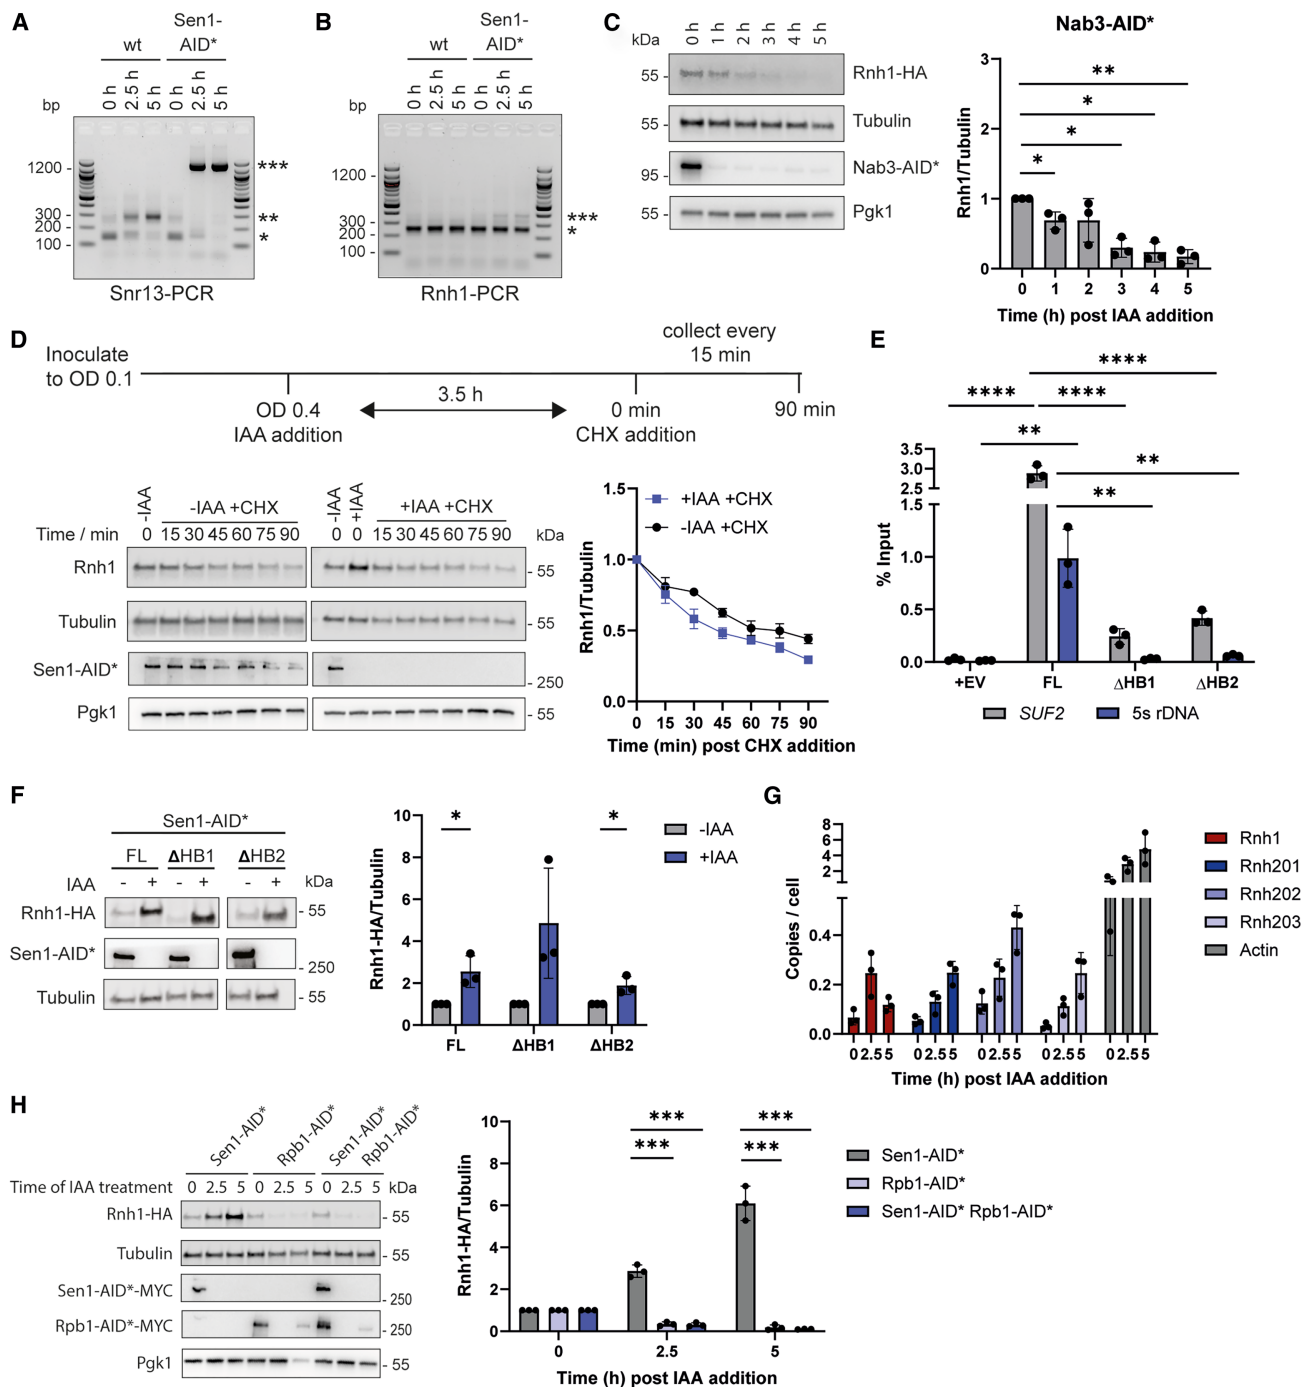 A
Sen1-
AID*
wt
0 h
2.5 h
5 h
0 h
2.5 h
5 h
bp
1200 -
300 -
200 -
100 -
***
**
*
Snr13-PCR
B
Sen1-
AID*
wt
0 h
2.5 h
5 h
0 h
2.5 h
5 h
bp
1200 -
300 -
200 -
100 -
***
*
Rnh1-PCR
C
kDa
0 h
1 h
2 h
3 h
4 h
5 h
55 -
Rnh1-HA
55 -
Tubulin
95 -
Nab3-AID*
55 -
Pgk1
Nab3-AID*
Rnh1/Tubulin
3
2
1
0
**
*
*
*
0 1 2 3 4 5
Time (h) post IAA addition
D
Inoculate
to OD 0.1
collect every
15 min
3.5 h
OD 0.4
IAA addition
0 min
CHX addition
90 min
-IAA
-IAA +CHX
-IAA
+IAA
+IAA +CHX
Time / min
0 15 30 45 60 75 90
0 0 15 30 45 60 75 90
kDa
Rnh1
- 55
Tubulin
- 55
Sen1-AID*
- 250
Pgk1
- 55
Rnh1/Tubulin
1.5
1.0
0.5
0.0
+IAA +CHX
-IAA +CHX
0 15 30 45 60 75 90
Time (min) post CHX addition
E
% Input
3.5
3.0
2.5
1.5
1.0
0.5
0.0
****
**** ****
**
**
**
+EV FL ΔHB1 ΔHB2
SUF2 5s rDNA
F
Sen1-AID*
FL ΔHB1 ΔHB2
IAA - + - + - + kDa
Rnh1-HA
- 55
Sen1-AID*
- 250
Tubulin
- 55
Rnh1-HA/Tubulin
10
8
6
4
2
0
* *
FL ΔHB1 ΔHB2
-IAA
+IAA
G
Copies / cell
8
6
4
2
0.4
0.2
0.0
0 2.5 5 0 2.5 5 0 2.5 5 0 2.5 5 0 2.5 5
Time (h) post IAA addition
Rnh1
Rnh201
Rnh202
Rnh203
Actin
H
Sen1-AID*
Rpb1-AID*
Sen1-AID*
Rpb1-AID*
Time of IAA treatment
0 2.5 5 0 2.5 5 0 2.5 5 kDa
Rnh1-HA
- 55
Tubulin
- 55
Sen1-AID*-MYC
- 250
Rpb1-AID*-MYC
- 250
Pgk1
- 55
Rnh1-HA/Tubulin
10
8
6
4
2
0
*** ***
*** ***
0 2.5 5
Time (h) post IAA addition
Sen1-AID*
Rpb1-AID*
Sen1-AID* Rpb1-AID*